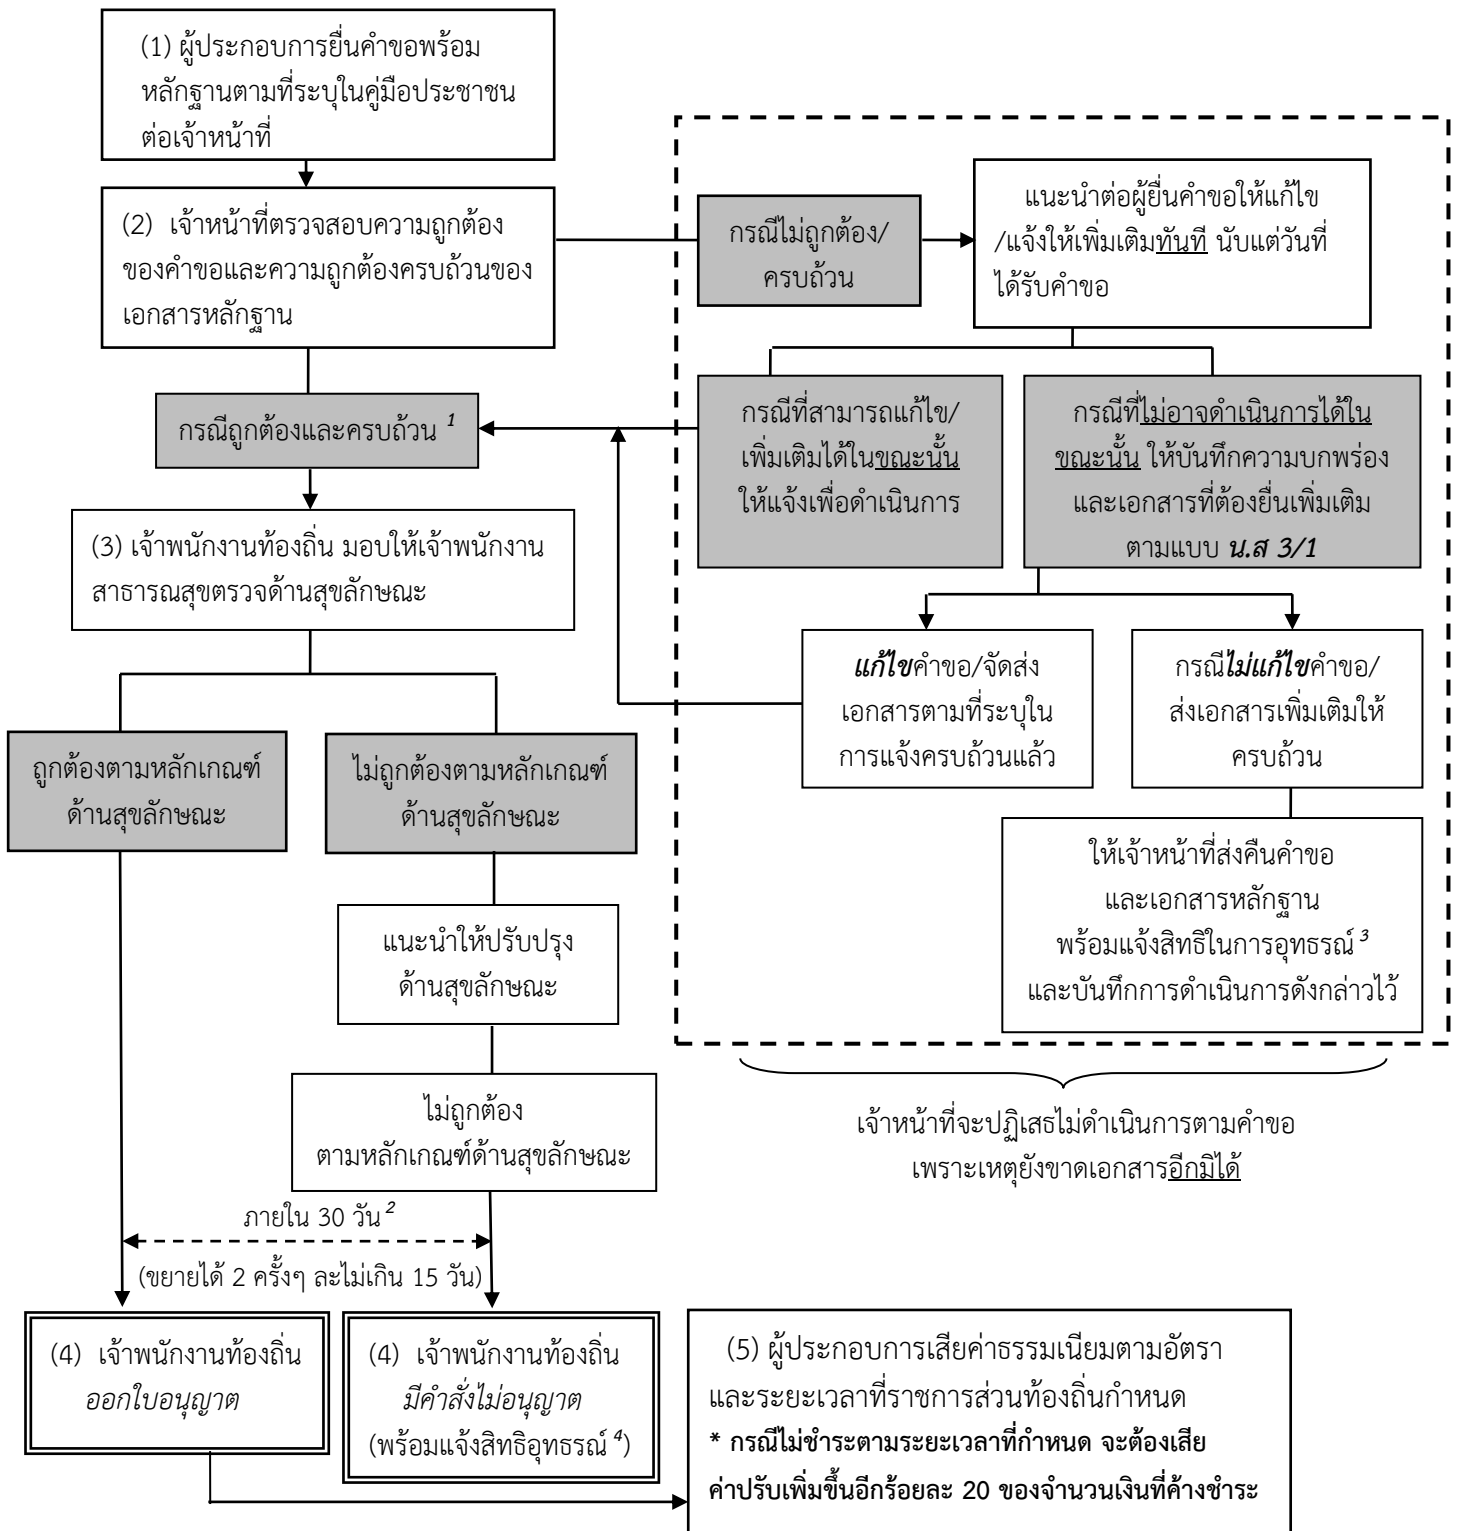 (1) ผู้ประกอบการยื่นคำขอพร้อม
หลักฐานตามที่ระบุในคู่มือประชาชน
ต่อเจ้าหน้าที่
(2) เจ้าหน้าที่ตรวจสอบความถูกต้อง
ของคำขอและความถูกต้องครบถ้วนของ
เอกสารหลักฐาน
กรณีไม่ถูกต้อง/
ครบถ้วน
แนะนำต่อผู้ยื่นคำขอให้แก้ไข
/แจ้งให้เพิ่มเติมทันที นับแต่วันที่
ได้รับคำขอ
กรณีถูกต้องและครบถ้วน 1
กรณีที่สามารถแก้ไข/
เพิ่มเติมได้ในขณะนั้น
ให้แจ้งเพื่อดำเนินการ
กรณีที่ไม่อาจดำเนินการได้ใน
ขณะนั้น ให้บันทึกความบกพร่อง
และเอกสารที่ต้องยื่นเพิ่มเติม
ตามแบบ น.ส 3/1
(3) เจ้าพนักงานท้องถิ่น มอบให้เจ้าพนักงาน
สาธารณสุขตรวจด้านสุขลักษณะ
แก้ไขคำขอ/จัดส่ง
เอกสารตามที่ระบุใน
การแจ้งครบถ้วนแล้ว
กรณีไม่แก้ไขคำขอ/
ส่งเอกสารเพิ่มเติมให้
ครบถ้วน
ถูกต้องตามหลักเกณฑ์
ด้านสุขลักษณะ
ไม่ถูกต้องตามหลักเกณฑ์
ด้านสุขลักษณะ
ให้เจ้าหน้าที่ส่งคืนคำขอ
และเอกสารหลักฐาน
พร้อมแจ้งสิทธิในการอุทธรณ์ 3
และบันทึกการดำเนินการดังกล่าวไว้
แนะนำให้ปรับปรุง
ด้านสุขลักษณะ
ไม่ถูกต้อง
ตามหลักเกณฑ์ด้านสุขลักษณะ
เจ้าหน้าที่จะปฏิเสธไม่ดำเนินการตามคำขอ
เพราะเหตุยังขาดเอกสารอีกมิได้
ภายใน 30 วัน 2
(ขยายได้ 2 ครั้งๆ ละไม่เกิน 15 วัน)
(4) เจ้าพนักงานท้องถิ่น
ออกใบอนุญาต
(4) เจ้าพนักงานท้องถิ่น
มีคำสั่งไม่อนุญาต
(พร้อมแจ้งสิทธิอุทธรณ์ 4)
(5) ผู้ประกอบการเสียค่าธรรมเนียมตามอัตรา
และระยะเวลาที่ราชการส่วนท้องถิ่นกำหนด
* กรณีไม่ชำระตามระยะเวลาที่กำหนด จะต้องเสีย
ค่าปรับเพิ่มขึ้นอีกร้อยละ 20 ของจำนวนเงินที่ค้างชำระ